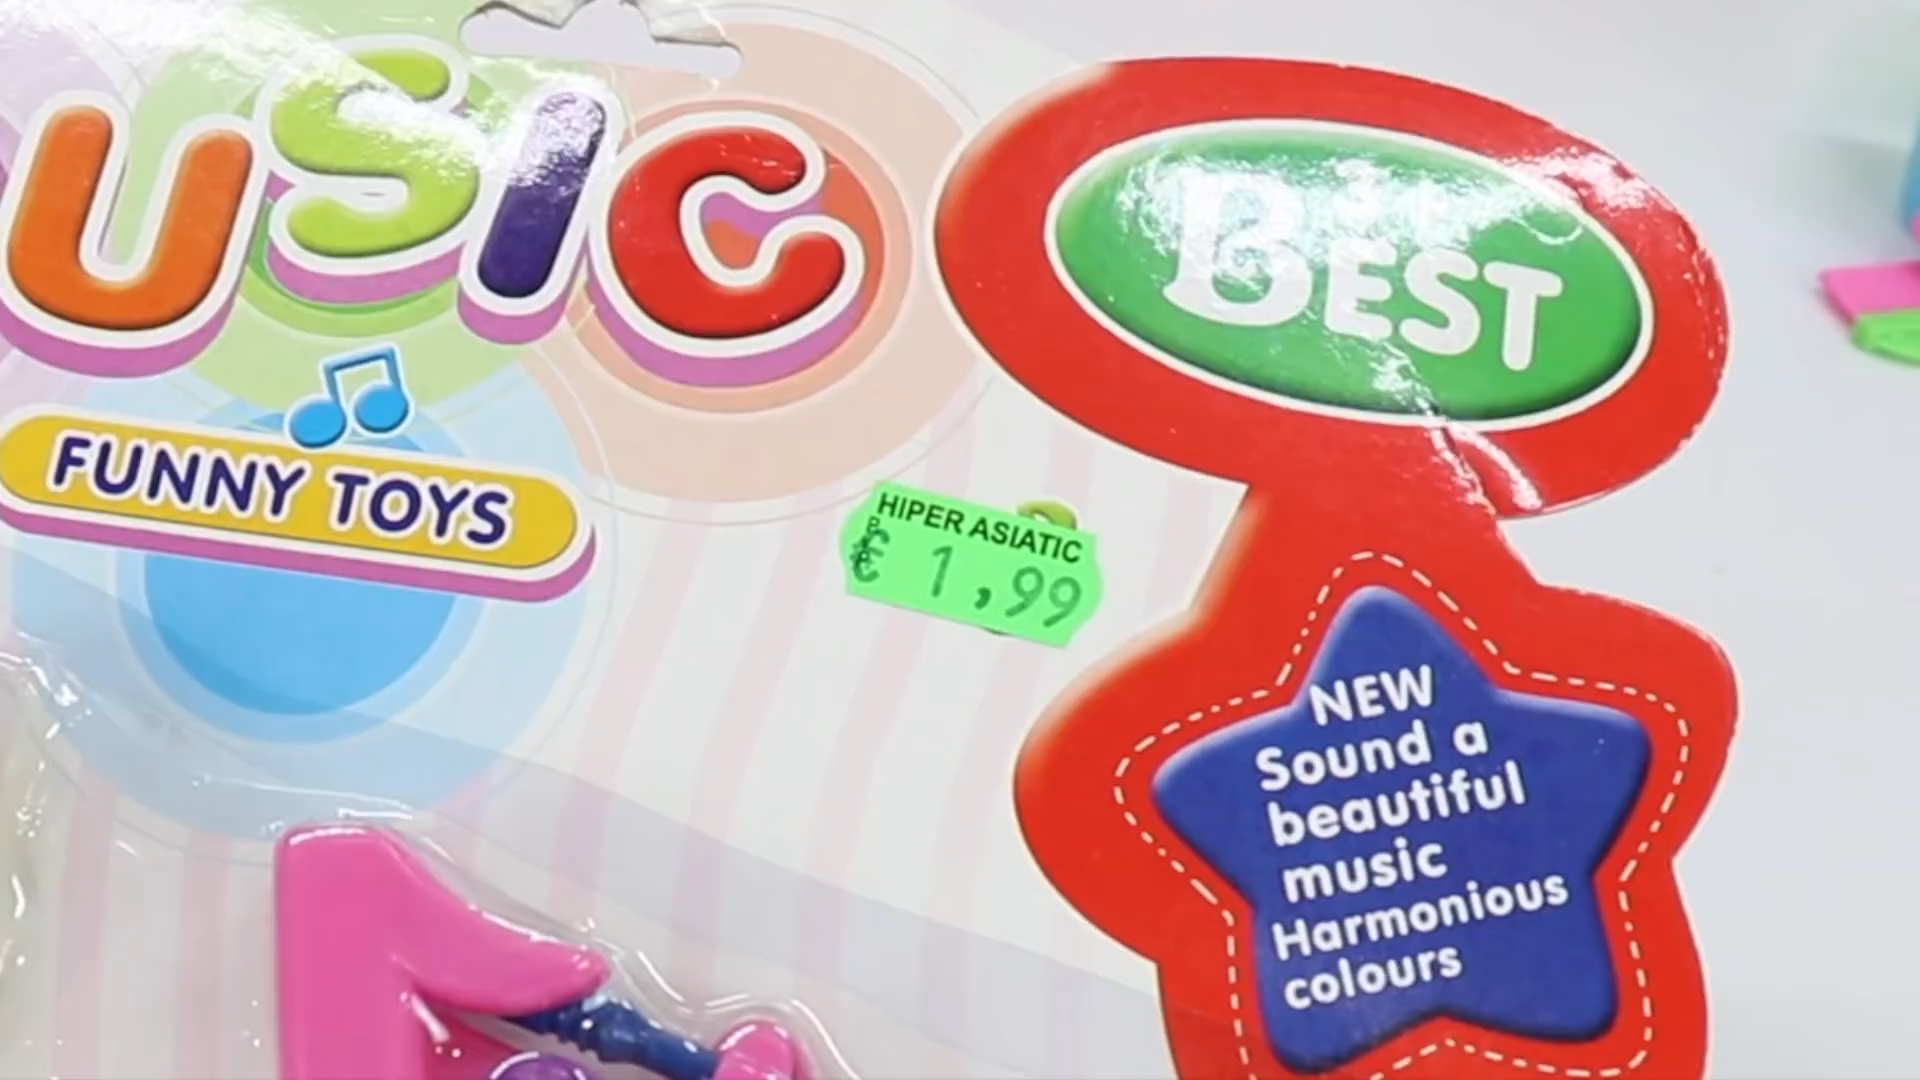 USIC
BEST
FUNNY TOYS
HIPER ASIATIC
€ 1,99
NEW
Sound a
beautiful
music
Harmonious
colours